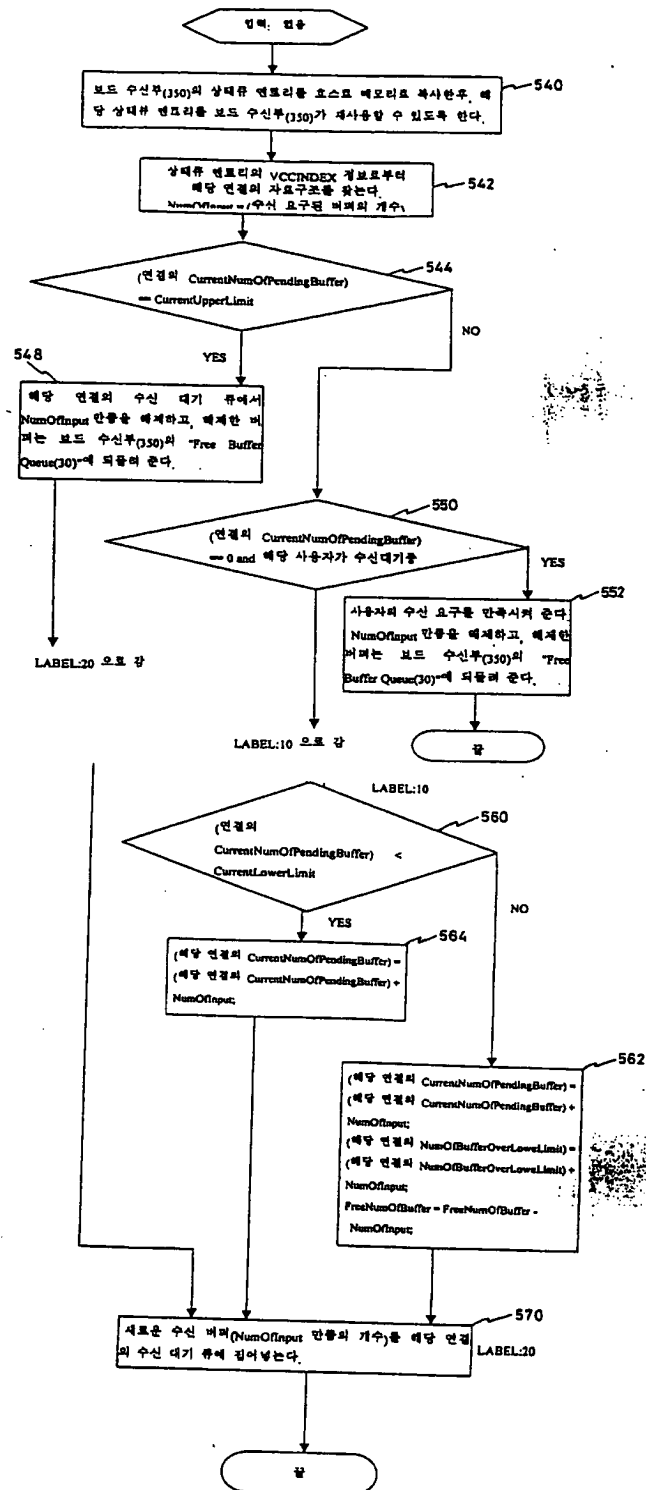 입력: 없음
540
보드 수신부(350)의 상태큐 엔트리를 호스트 메모리로 복사한후, 해
당 상태큐 엔트리를 보드 수신부(350)가 재사용할 수 있도록 한다.
상태큐 엔트리의 VCCINDEX 정보로부터
해당 연결의 자료구조를 찾는다.
NumOfInput = (수신 요구된 버퍼의 개수)
542
(연결의 CurrentNumOfPendingBuffer)
== CurrentUpperLimit
544
NO
YES
548
해당 연결의 수신 대기 큐에서
NumOfInput 만큼을 해제하고, 해제한 버
퍼는 보드 수신부(350)의 "Free Buffer
Queue(30)"에 되돌려 준다.
550
(연결의 CurrentNumOfPendingBuffer)
== 0 and 해당 사용자가 수신대기중
YES
552
사용자의 수신 요구를 만족시켜 준다.
NumOfInput 만큼을 해제하고, 해제한
버퍼는 보드 수신부(350)의 "Free
Buffer Queue(30)"에 되돌려 준다.
LABEL:20 으로 감
LABEL:10 으로 감
끝
LABEL:10
560
(연결의
CurrentNumOfPendingBuffer) <
CurrentLowerLimit
NO
YES
564
(해당 연결의 CurrentNumOfPendingBuffer) =
(해당 연결의 CurrentNumOfPendingBuffer) +
NumOfInput;
562
(해당 연결의 CurrentNumOfPendingBuffer) =
(해당 연결의 CurrentNumOfPendingBuffer) +
NumOfInput;
(해당 연결의 NumOfBufferOverLoweLimit) =
(해당 연결의 NumOfBufferOverLoweLimit) +
NumOfInput;
FreeNumOfBuffer = FreeNumOfBuffer -
NumOfInput;
570
새로운 수신 버퍼(NumOfInput 만큼의 개수)를 해당 연결
의 수신 대기 큐에 집어넣는다.
LABEL:20
끝